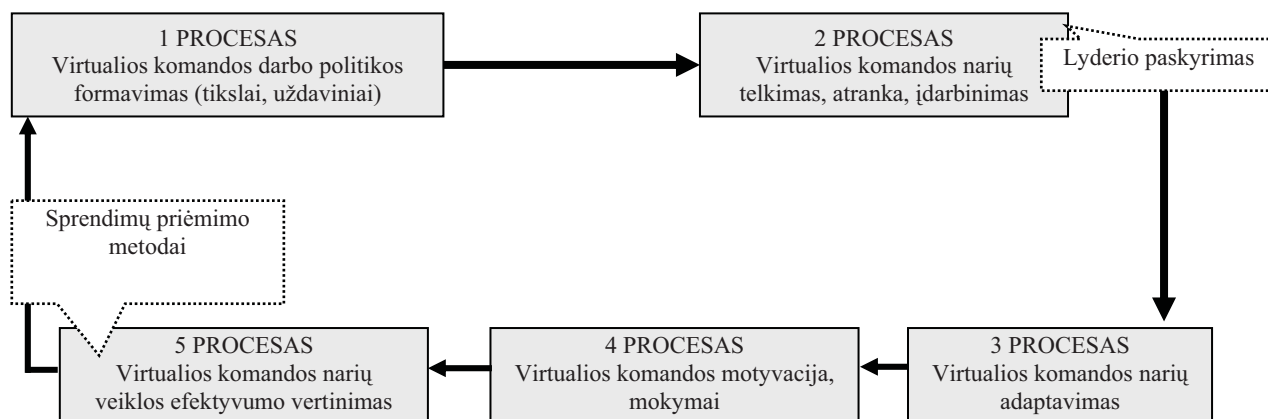 1 PROCESAS
Virtualios komandos darbo politikos
formavimas (tikslai, uždaviniai)
2 PROCESAS
Virtualios komandos narių
telkimas, atranka, įdarbinimas
Lyderio paskyrimas
Sprendimų priėmimo
metodai
5 PROCESAS
Virtualios komandos narių
veiklos efektyvumo vertinimas
4 PROCESAS
Virtualios komandos motyvacija,
mokymai
3 PROCESAS
Virtualios komandos narių
adaptavimas